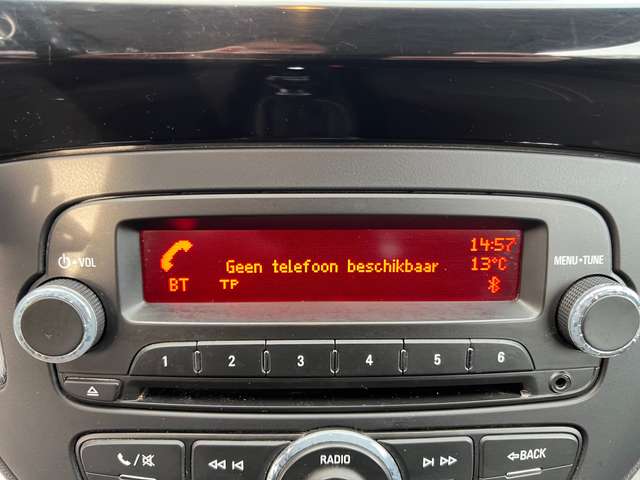 14:57
Geen telefoon beschikbaar 13°C
BT TP
VOL
MENU•TUNE
1 2 3 4 5 6
RADIO
BACK